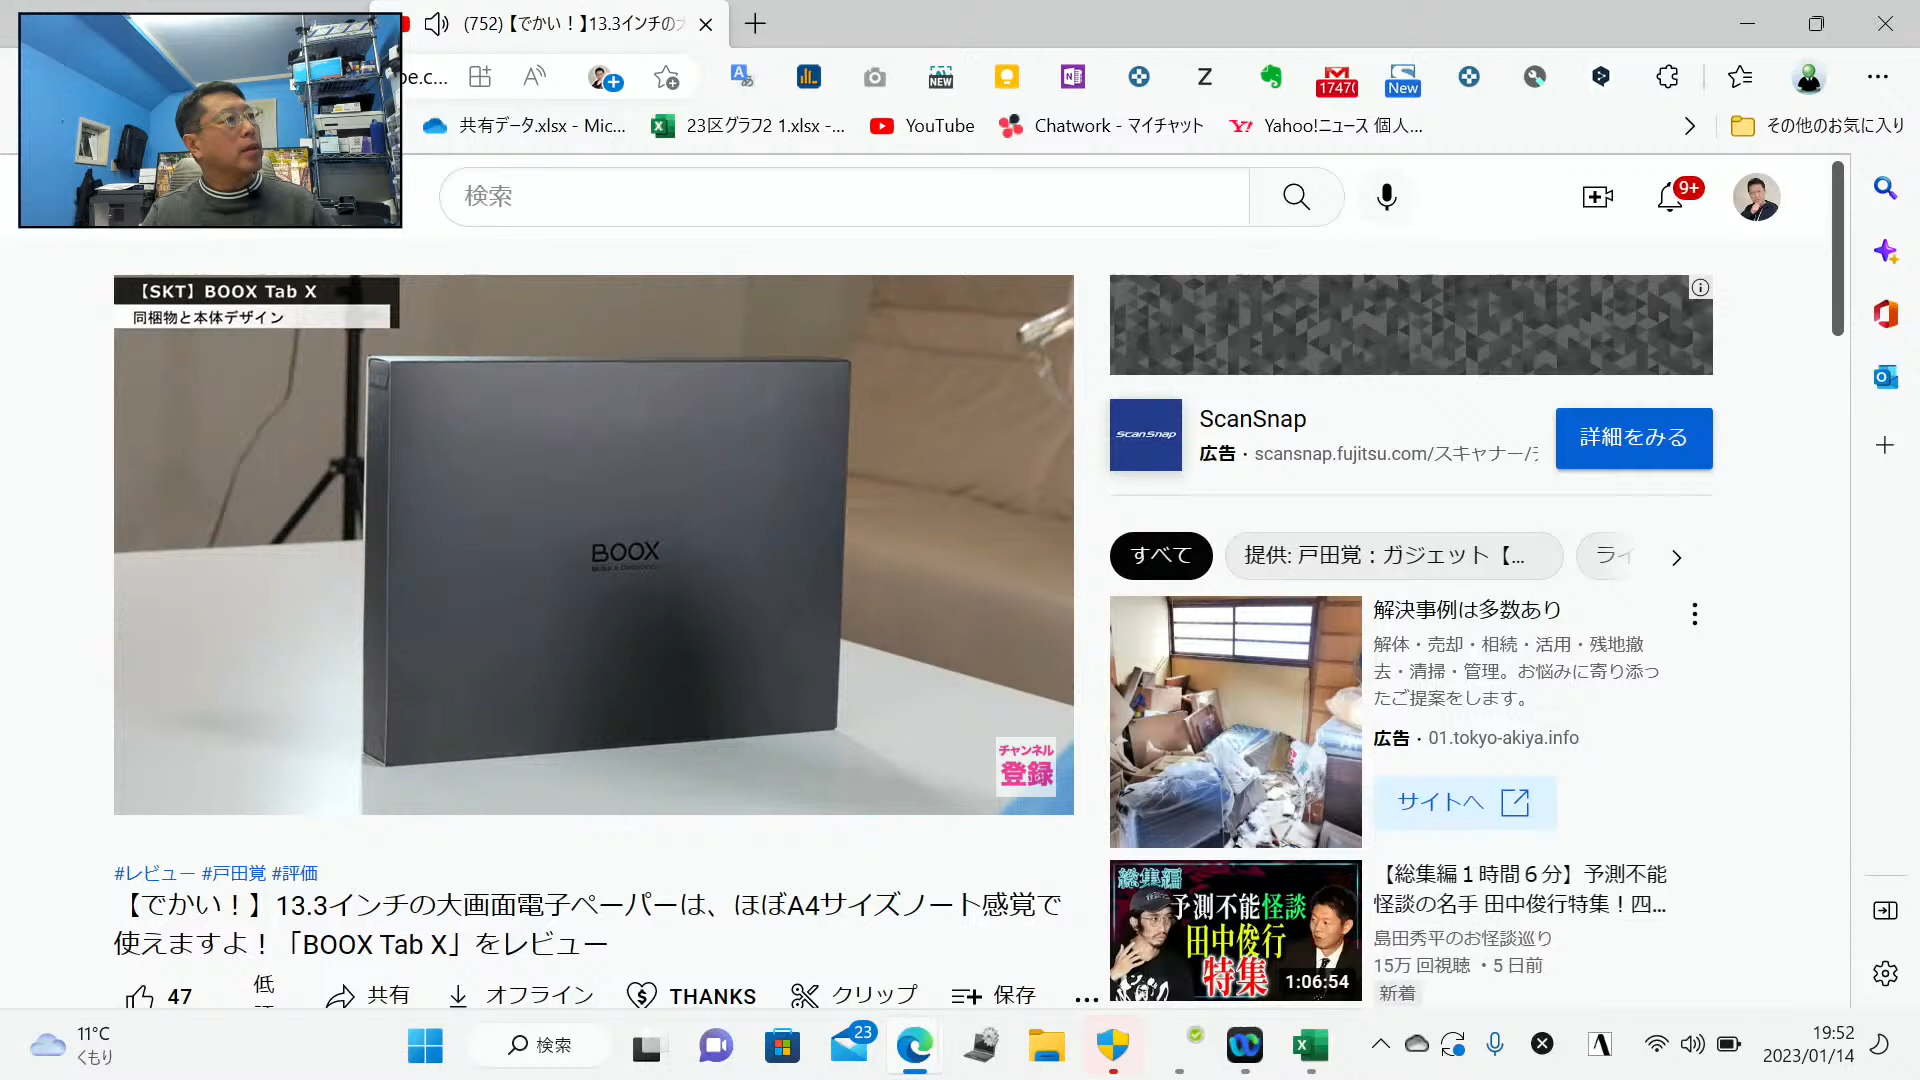 (752)【でかい！】13.3インチの大
be.c...
NEW
17470
New
共有データ.xlsx - Mic...
23区グラフ2 1.xlsx -...
YouTube
Chatwork - マイチャット
Yahoo!ニュース 個人...
その他のお気に入り
検索
9+
【SKT】BOOX Tab X
同梱物と本体デザイン
BOOX
チャンネル
登録
ScanSnap
ScanSnap
広告・scansnap.fujitsu.com/スキャナー/
詳細をみる
すべて
提供: 戸田覚：ガジェット【...
ライ
解決事例は多数あり
解体・売却・相続・活用・残地撤
去・清掃・管理。お悩みに寄り添っ
たご提案をします。
広告・01.tokyo-akiya.info
サイトへ
総集編
予測不能怪談
田中俊行
特集
1:06:54
【総集編１時間６分】予測不能
怪談の名手 田中俊行特集！四...
島田秀平のお怪談巡り
15万 回視聴 ・5 日前
新着
#レビュー #戸田覚 #評価
【でかい！】13.3インチの大画面電子ペーパーは、ほぼA4サイズノート感覚で
使えますよ！「BOOX Tab X」をレビュー
47
低
共有
オフライン
THANKS
クリップ
保存
11°C
くもり
検索
23
19:52
2023/01/14